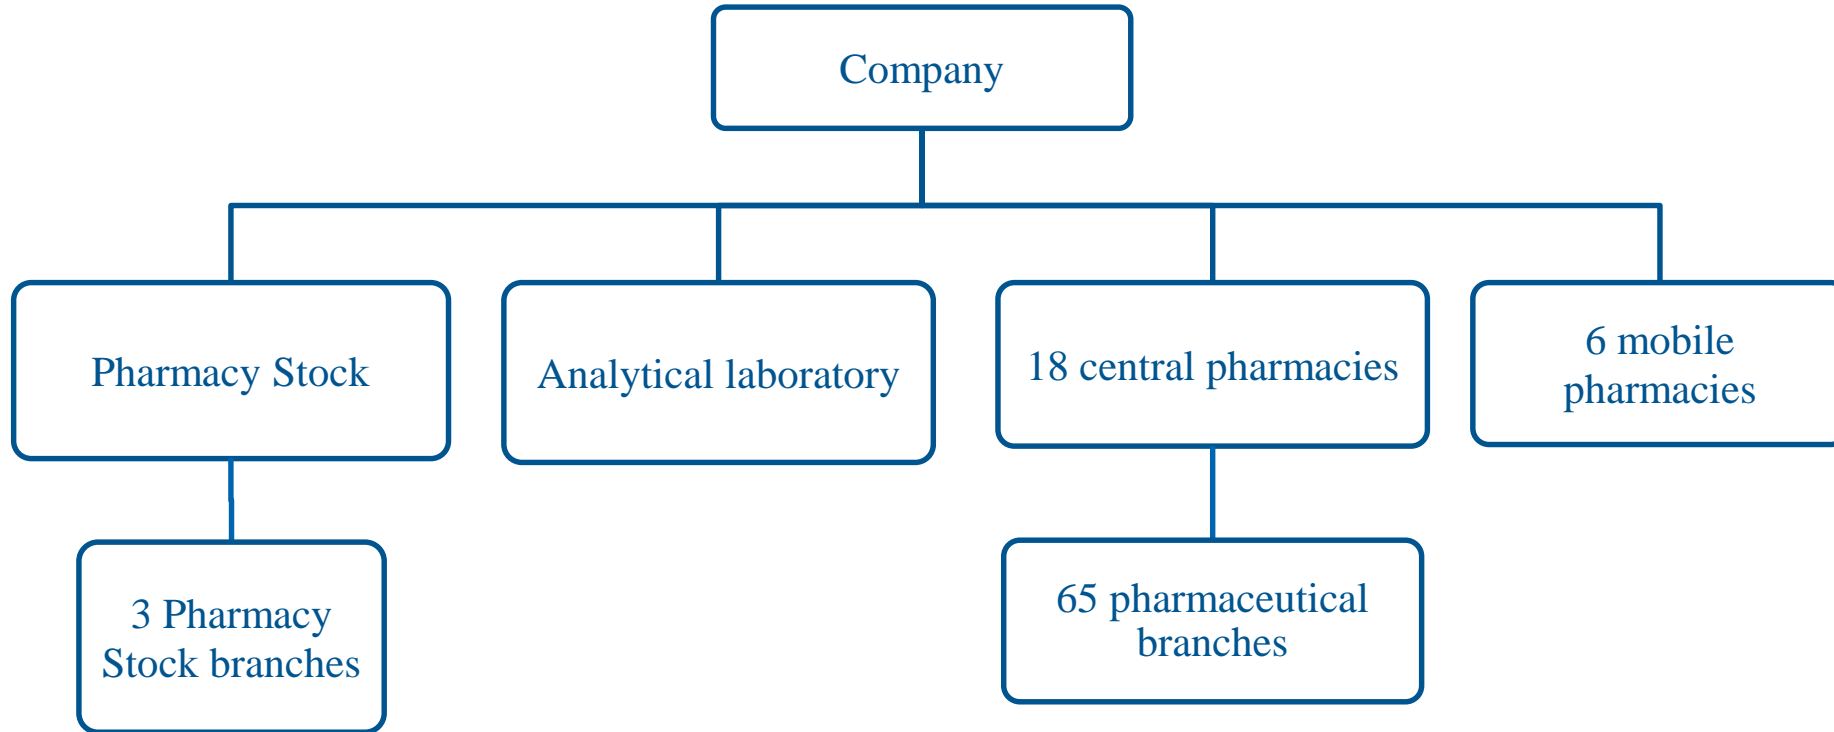 Company
Pharmacy Stock
Analytical laboratory
18 central pharmacies
6 mobile
pharmacies
3 Pharmacy
Stock branches
65 pharmaceutical
branches